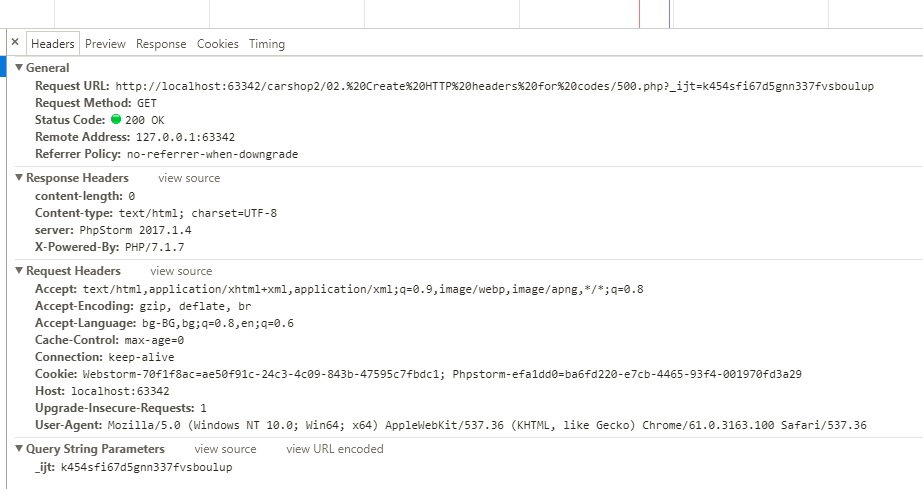 × Headers Preview Response Cookies Timing
▼ General
Request URL: http://localhost:63342/carshop2/02.%20Create%20HTTP%20headers%20for%20codes/500.php?_ijt=k454sfi67d5gnn337fvsboulup
Request Method: GET
Status Code: 200 OK
Remote Address: 127.0.0.1:63342
Referrer Policy: no-referrer-when-downgrade
▼ Response Headers view source
content-length: 0
Content-type: text/html; charset=UTF-8
server: PhpStorm 2017.1.4
X-Powered-By: PHP/7.1.7
▼ Request Headers view source
Accept: text/html,application/xhtml+xml,application/xml;q=0.9,image/webp,image/apng,*/*;q=0.8
Accept-Encoding: gzip, deflate, br
Accept-Language: bg-BG,bg;q=0.8,en;q=0.6
Cache-Control: max-age=0
Connection: keep-alive
Cookie: Webstorm-70f1f8ac=ae50f91c-24c3-4c09-843b-47595c7fbdc1; Phpstorm-efa1dd0=ba6fd220-e7cb-4465-93f4-001970fd3a29
Host: localhost:63342
Upgrade-Insecure-Requests: 1
User-Agent: Mozilla/5.0 (Windows NT 10.0; Win64; x64) AppleWebKit/537.36 (KHTML, like Gecko) Chrome/61.0.3163.100 Safari/537.36
▼ Query String Parameters view source view URL encoded
_ijt: k454sfi67d5gnn337fvsboulup